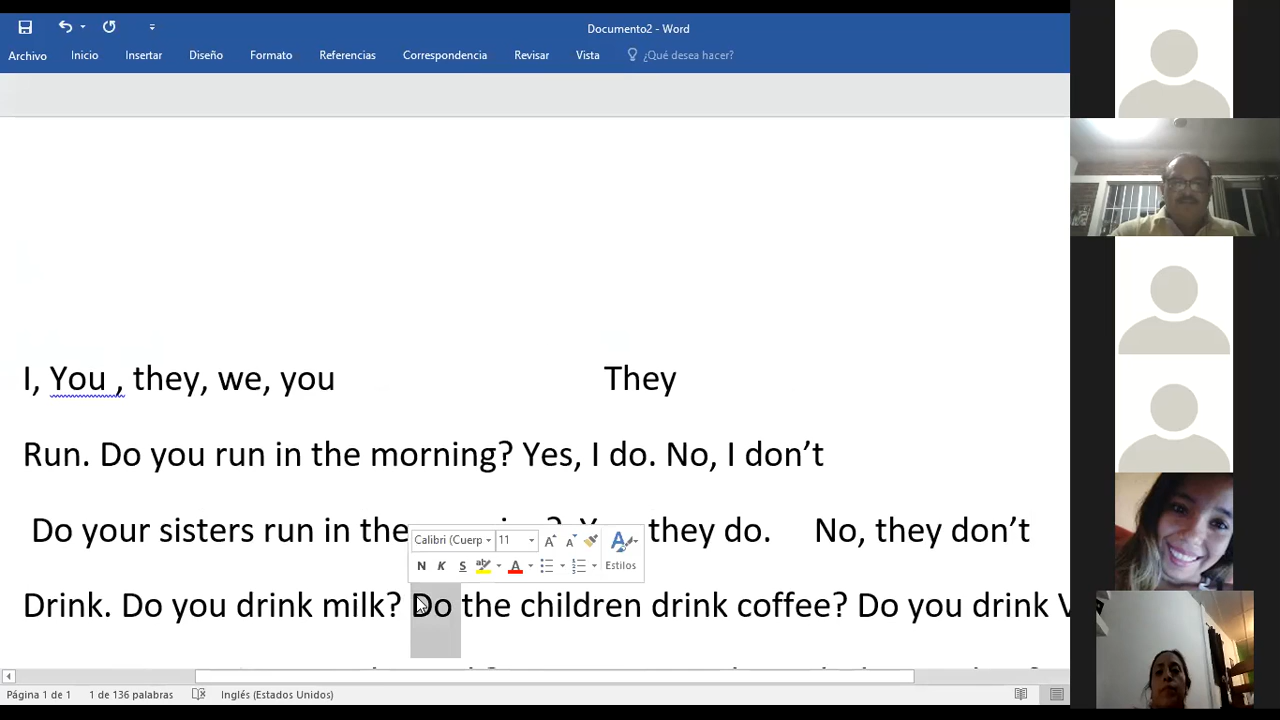 Documento2 - Word
Archivo Inicio Insertar Diseño Formato Referencias Correspondencia Revisar Vista ¿Qué desea hacer?
I, You , they, we, you They
Run. Do you run in the morning? Yes, I do. No, I don't
Do your sisters run in the they do. No, they don't
Calibri (Cuerp 11
N K S ab A Estilos
Drink. Do you drink milk? Do the children drink coffee? Do you drink
Página 1 de 1 1 de 136 palabras Inglés (Estados Unidos)